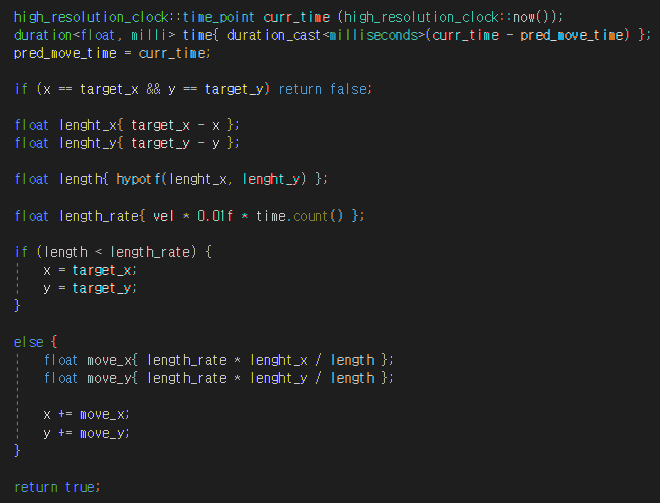 high_resolution_clock::time_point curr_time (high_resolution_clock::now());
duration<float, milli> time{ duration_cast<milliseconds>(curr_time - pred_move_time) };
pred_move_time = curr_time;
if (x == target_x && y == target_y) return false;
float lenght_x{ target_x - x };
float lenght_y{ target_y - y };
float length{ hypotf(lenght_x, lenght_y) };
float length_rate{ vel * 0.01f * time.count() };
if (length < length_rate) {
x = target_x;
y = target_y;
}
else {
float move_x{ length_rate * lenght_x / length };
float move_y{ length_rate * lenght_y / length };
x += move_x;
y += move_y;
}
return true;